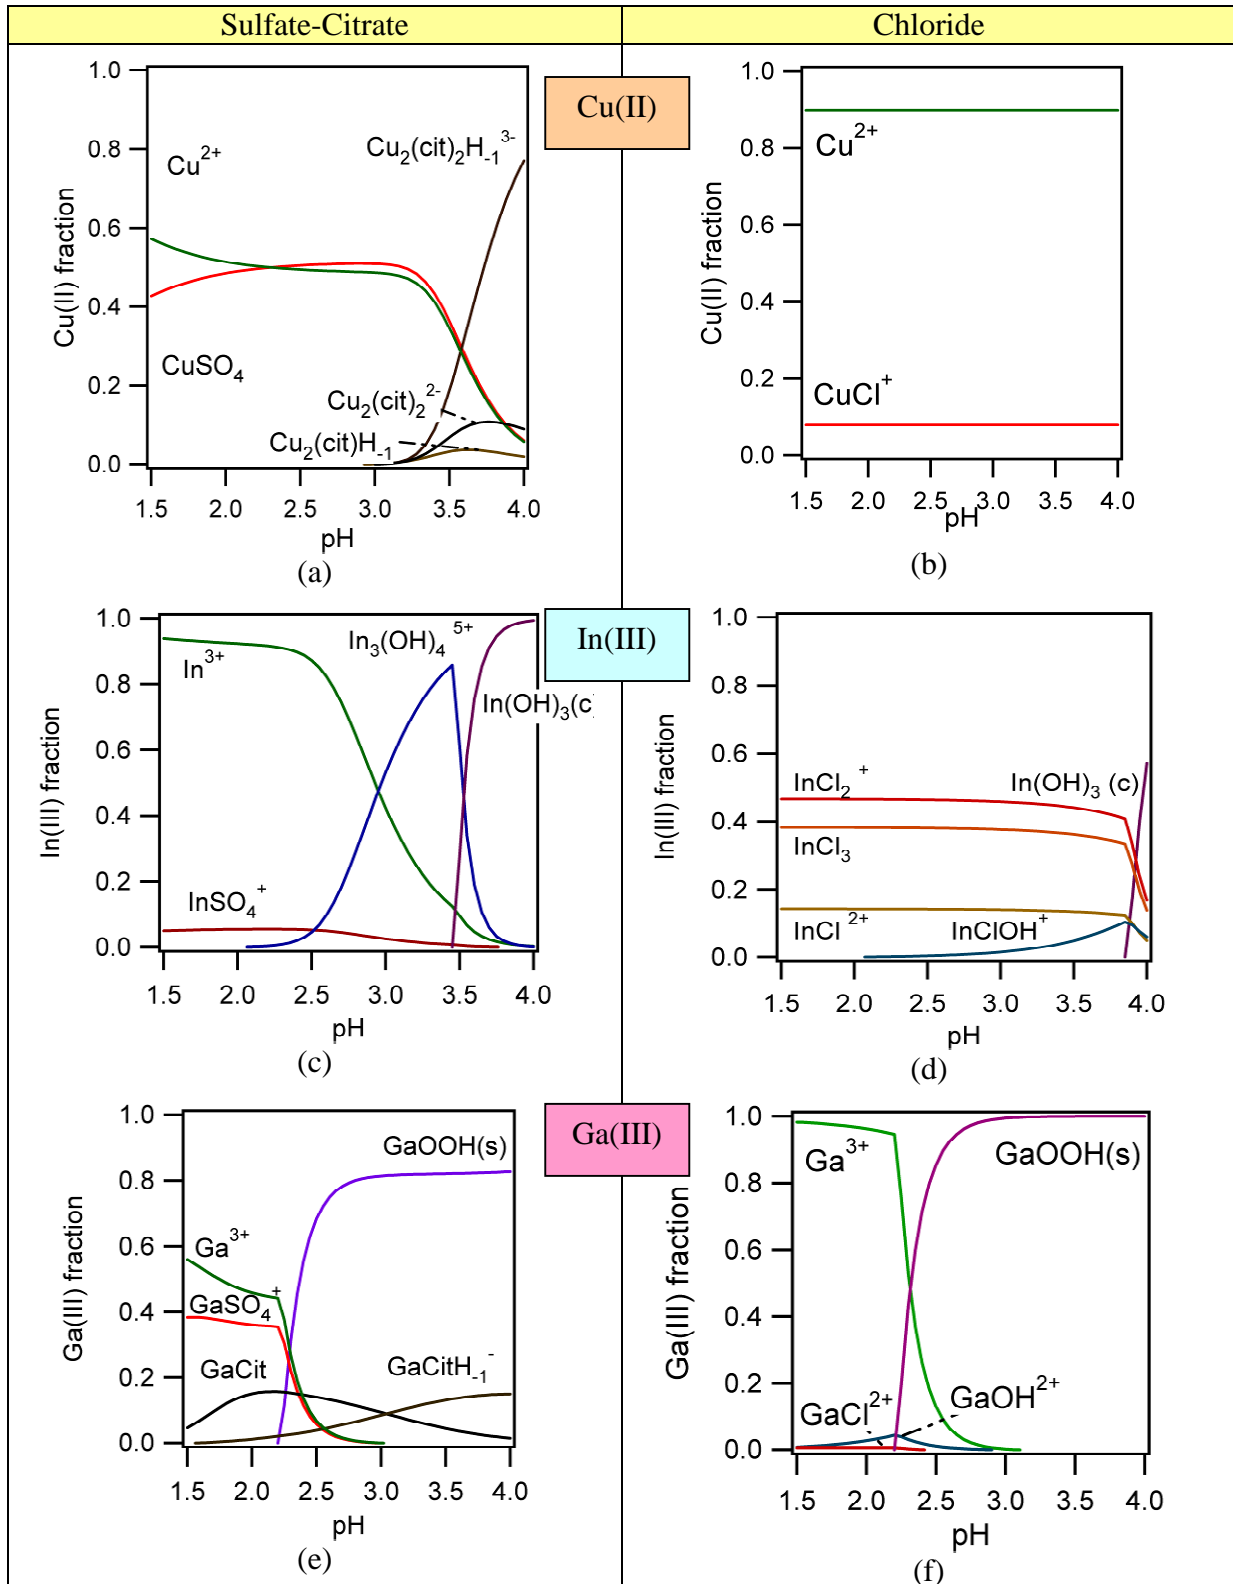 Sulfate-Citrate
Chloride
Cu(II)
1.0
0.8
0.6
0.4
0.2
0.0
Cu(II) fraction
Cu2+
Cu2(cit)2H-1 3-
CuSO4
Cu2(cit)2 2-
Cu2(cit)H-1
1.5 2.0 2.5 3.0 3.5 4.0
pH
(a)
1.0
0.8
0.6
0.4
0.2
0.0
Cu(II) fraction
Cu2+
CuCl+
1.5 2.0 2.5 3.0 3.5 4.0
pH
(b)
In(III)
1.0
0.8
0.6
0.4
0.2
0.0
In(III) fraction
In3(OH)4 5+
In3+
In(OH)3(c)
InSO4+
1.5 2.0 2.5 3.0 3.5 4.0
pH
(c)
1.0
0.8
0.6
0.4
0.2
0.0
In(III) fraction
InCl2+
In(OH)3 (c)
InCl3
InCl 2+
InClOH+
1.5 2.0 2.5 3.0 3.5 4.0
pH
(d)
Ga(III)
1.0
0.8
0.6
0.4
0.2
0.0
Ga(III) fraction
GaOOH(s)
Ga3+
GaSO4+
GaCit
GaCitH-1-
1.5 2.0 2.5 3.0 3.5 4.0
pH
(e)
1.0
0.8
0.6
0.4
0.2
0.0
Ga(III) fraction
Ga3+
GaOOH(s)
GaCl2+
GaOH2+
1.5 2.0 2.5 3.0 3.5 4.0
pH
(f)